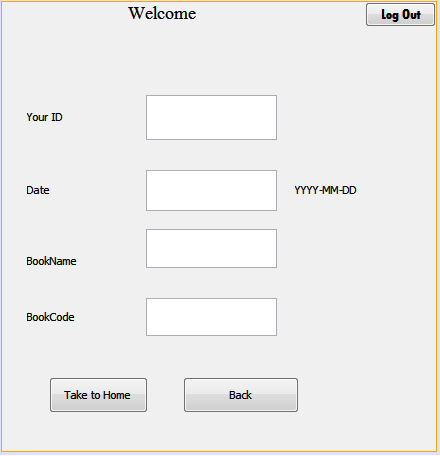 Welcome
Log Out
Your ID
Date
YYYY-MM-DD
BookName
BookCode
Take to Home
Back